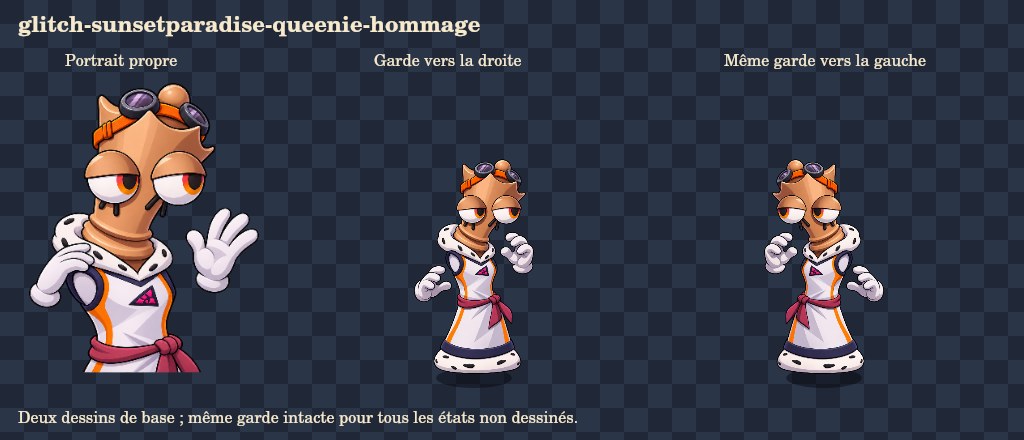 glitch-sunsetparadise-queenie-hommage
Portrait propre
Garde vers la droite
Même garde vers la gauche
Deux dessins de base ; même garde intacte pour tous les états non dessinés.